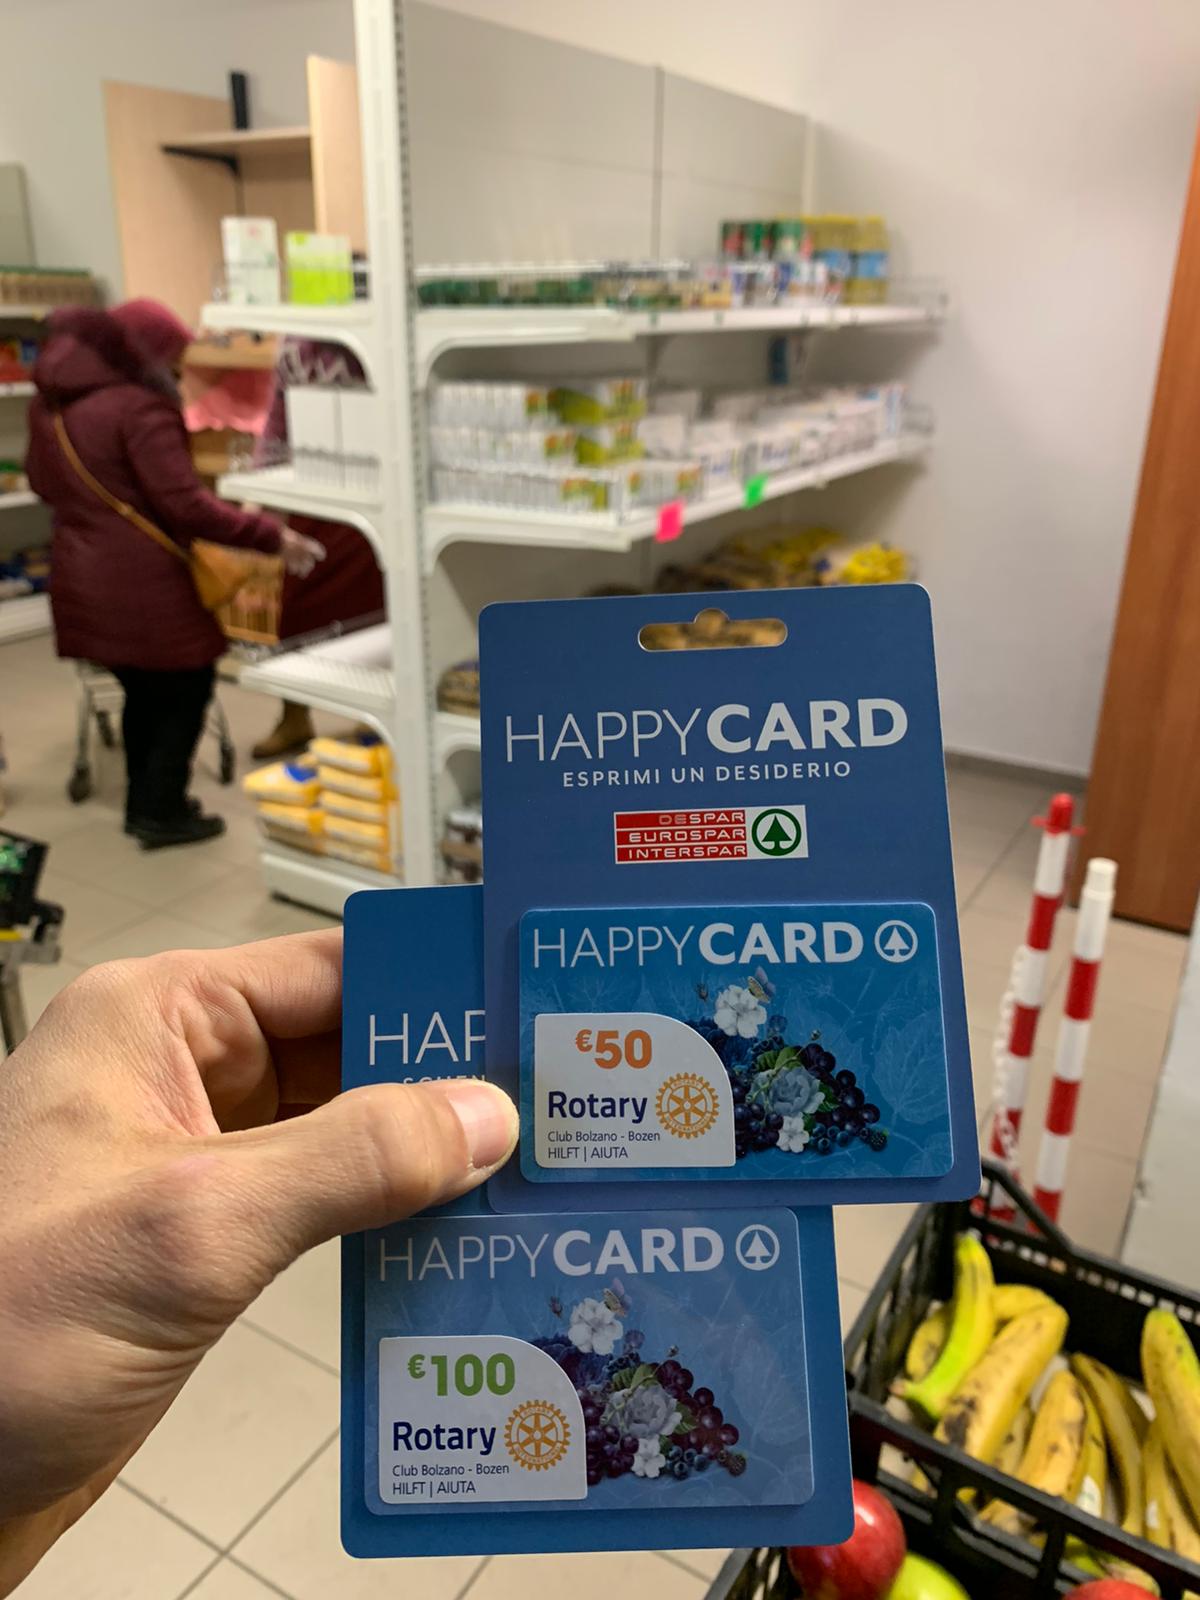 HAPPYCARD
ESPRIMI UN DESIDERIO
DESPAR
EUROSPAR
INTERSPAR
HAPPYCARD
€50
Rotary
Club Bolzano - Bozen
HILFT | AIUTA
HAP
SCHEN
HAPPYCARD
€100
Rotary
Club Bolzano - Bozen
HILFT | AIUTA